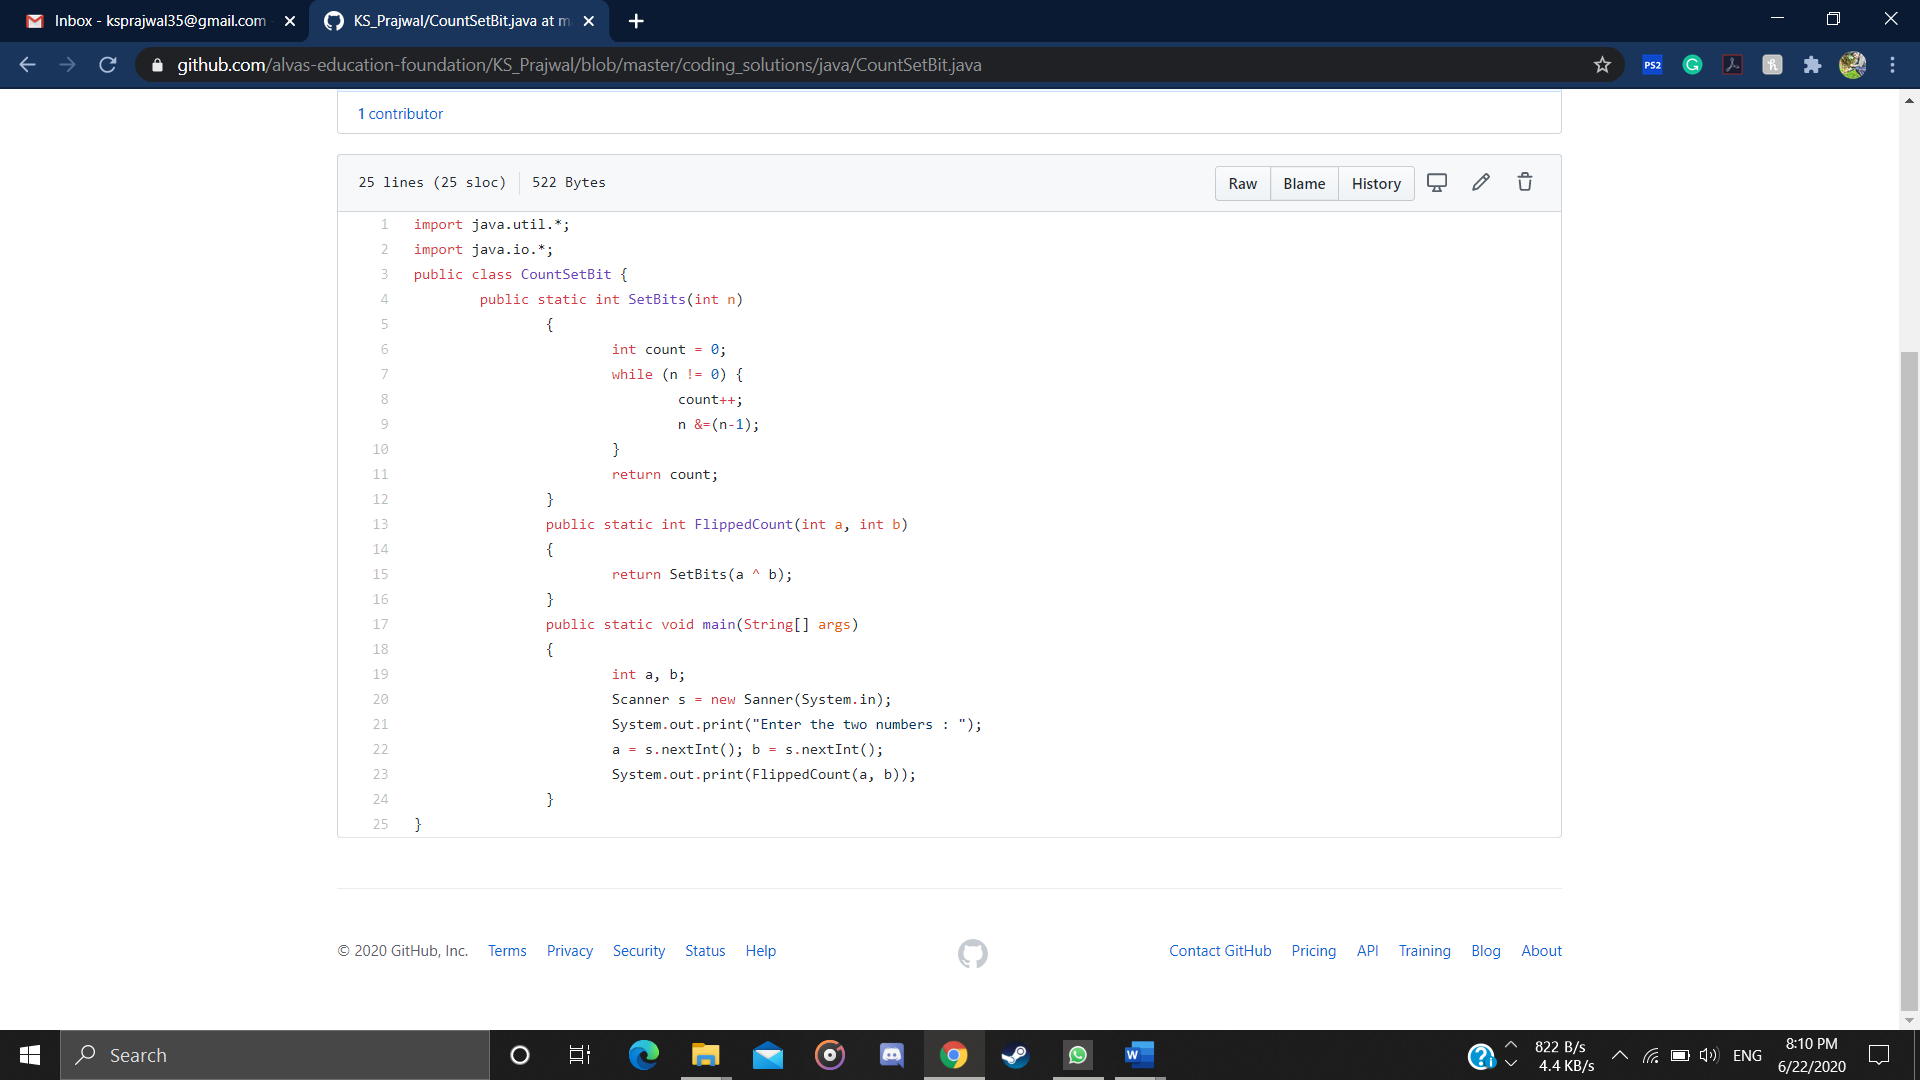 Inbox - ksprajwal35@gmail.com
KS_Prajwal/CountSetBit.java at m
github.com/alvas-education-foundation/KS_Prajwal/blob/master/coding_solutions/java/CountSetBit.java
PS2
1 contributor
25 lines (25 sloc) 522 Bytes
Raw Blame History
1 import java.util.*;
2 import java.io.*;
3 public class CountSetBit {
4 public static int SetBits(int n)
5 {
6 int count = 0;
7 while (n != 0) {
8 count++;
9 n &=(n-1);
10 }
11 return count;
12 }
13 public static int FlippedCount(int a, int b)
14 {
15 return SetBits(a ^ b);
16 }
17 public static void main(String[] args)
18 {
19 int a, b;
20 Scanner s = new Sanner(System.in);
21 System.out.print("Enter the two numbers : ");
22 a = s.nextInt(); b = s.nextInt();
23 System.out.print(FlippedCount(a, b));
24 }
25 }
© 2020 GitHub, Inc. Terms Privacy Security Status Help
Contact GitHub Pricing API Training Blog About
Search
822 B/s
4.4 KB/s
ENG
8:10 PM
6/22/2020